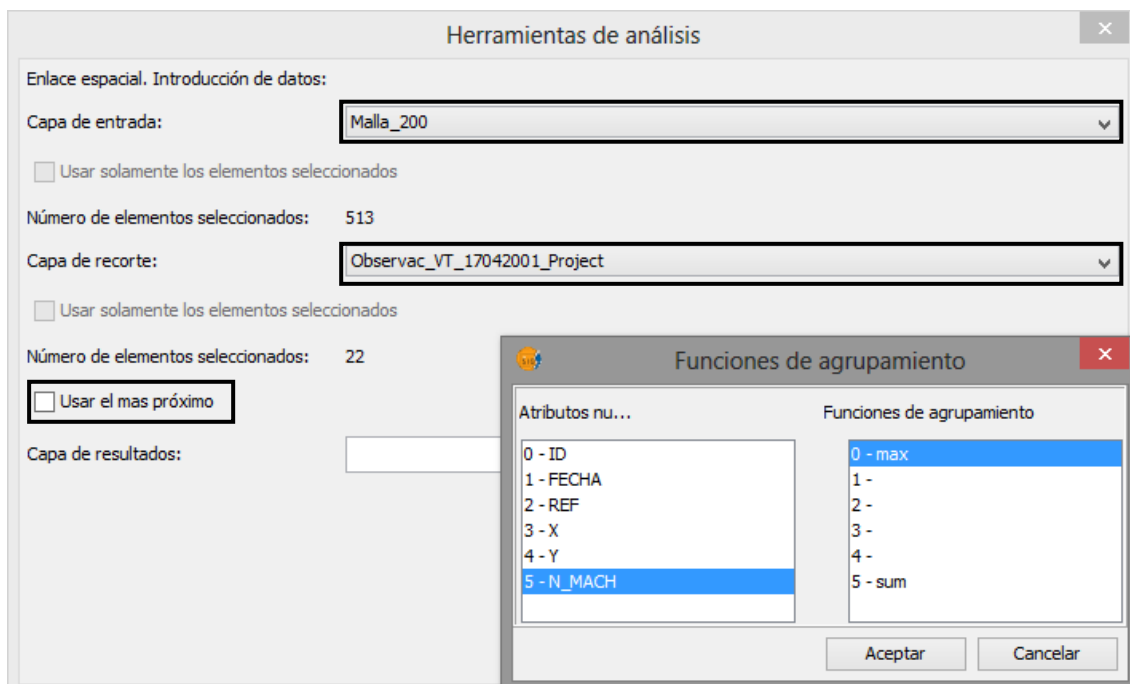 Herramientas de análisis
Enlace espacial. Introducción de datos:
Capa de entrada: Malla_200
Usar solamente los elementos seleccionados
Número de elementos seleccionados: 513
Capa de recorte: Observac_VT_17042001_Project
Usar solamente los elementos seleccionados
Número de elementos seleccionados: 22
Usar el mas próximo
Capa de resultados:
Funciones de agrupamiento
Atributos nu... Funciones de agrupamiento
0 - ID 0 - max
1 - FECHA 1 -
2 - REF 2 -
3 - X 3 -
4 - Y 4 -
5 - N_MACH 5 - sum
Aceptar Cancelar